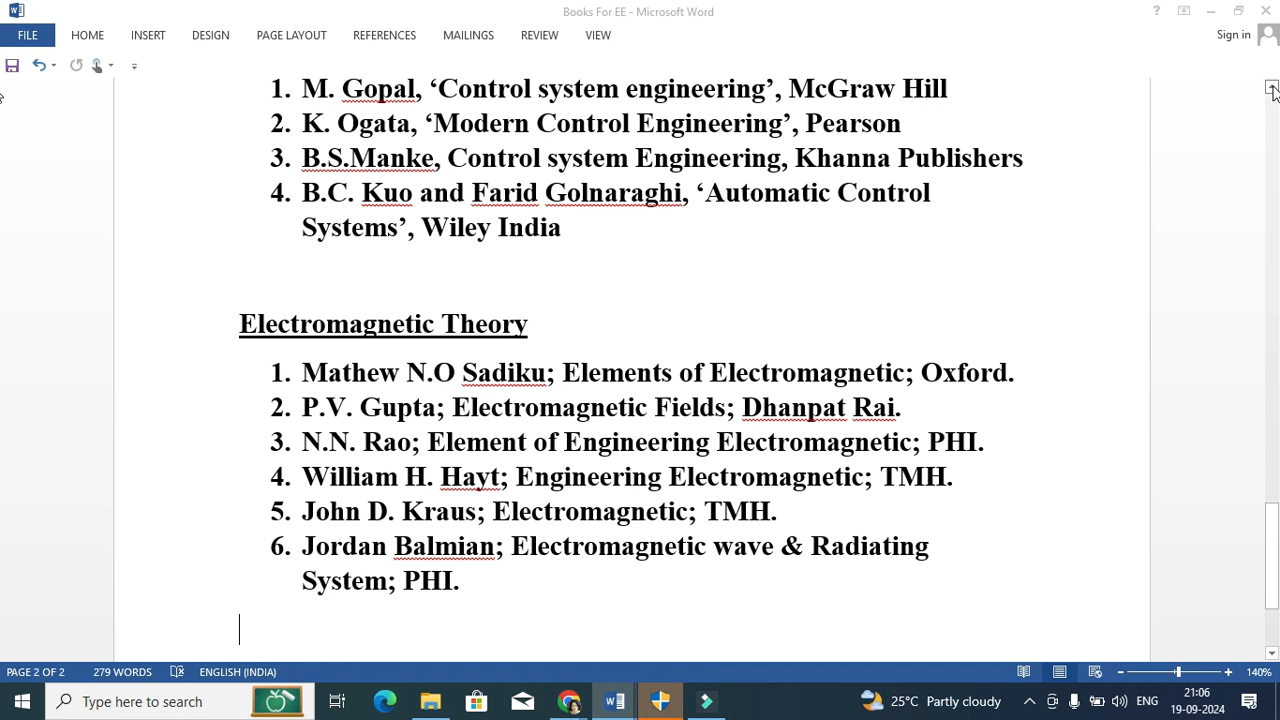 Books For EE - Microsoft Word
?
FILE HOME INSERT DESIGN PAGE LAYOUT REFERENCES MAILINGS REVIEW VIEW Sign in
1. M. Gopal, ‘Control system engineering’, McGraw Hill
2. K. Ogata, ‘Modern Control Engineering’, Pearson
3. B.S.Manke, Control system Engineering, Khanna Publishers
4. B.C. Kuo and Farid Golnaraghi, ‘Automatic Control
Systems’, Wiley India
Electromagnetic Theory
1. Mathew N.O Sadiku; Elements of Electromagnetic; Oxford.
2. P.V. Gupta; Electromagnetic Fields; Dhanpat Rai.
3. N.N. Rao; Element of Engineering Electromagnetic; PHI.
4. William H. Hayt; Engineering Electromagnetic; TMH.
5. John D. Kraus; Electromagnetic; TMH.
6. Jordan Balmian; Electromagnetic wave & Radiating
System; PHI.
PAGE 2 OF 2 279 WORDS ENGLISH (INDIA) 140%
Type here to search 25°C Partly cloudy ENG 21:06
19-09-2024